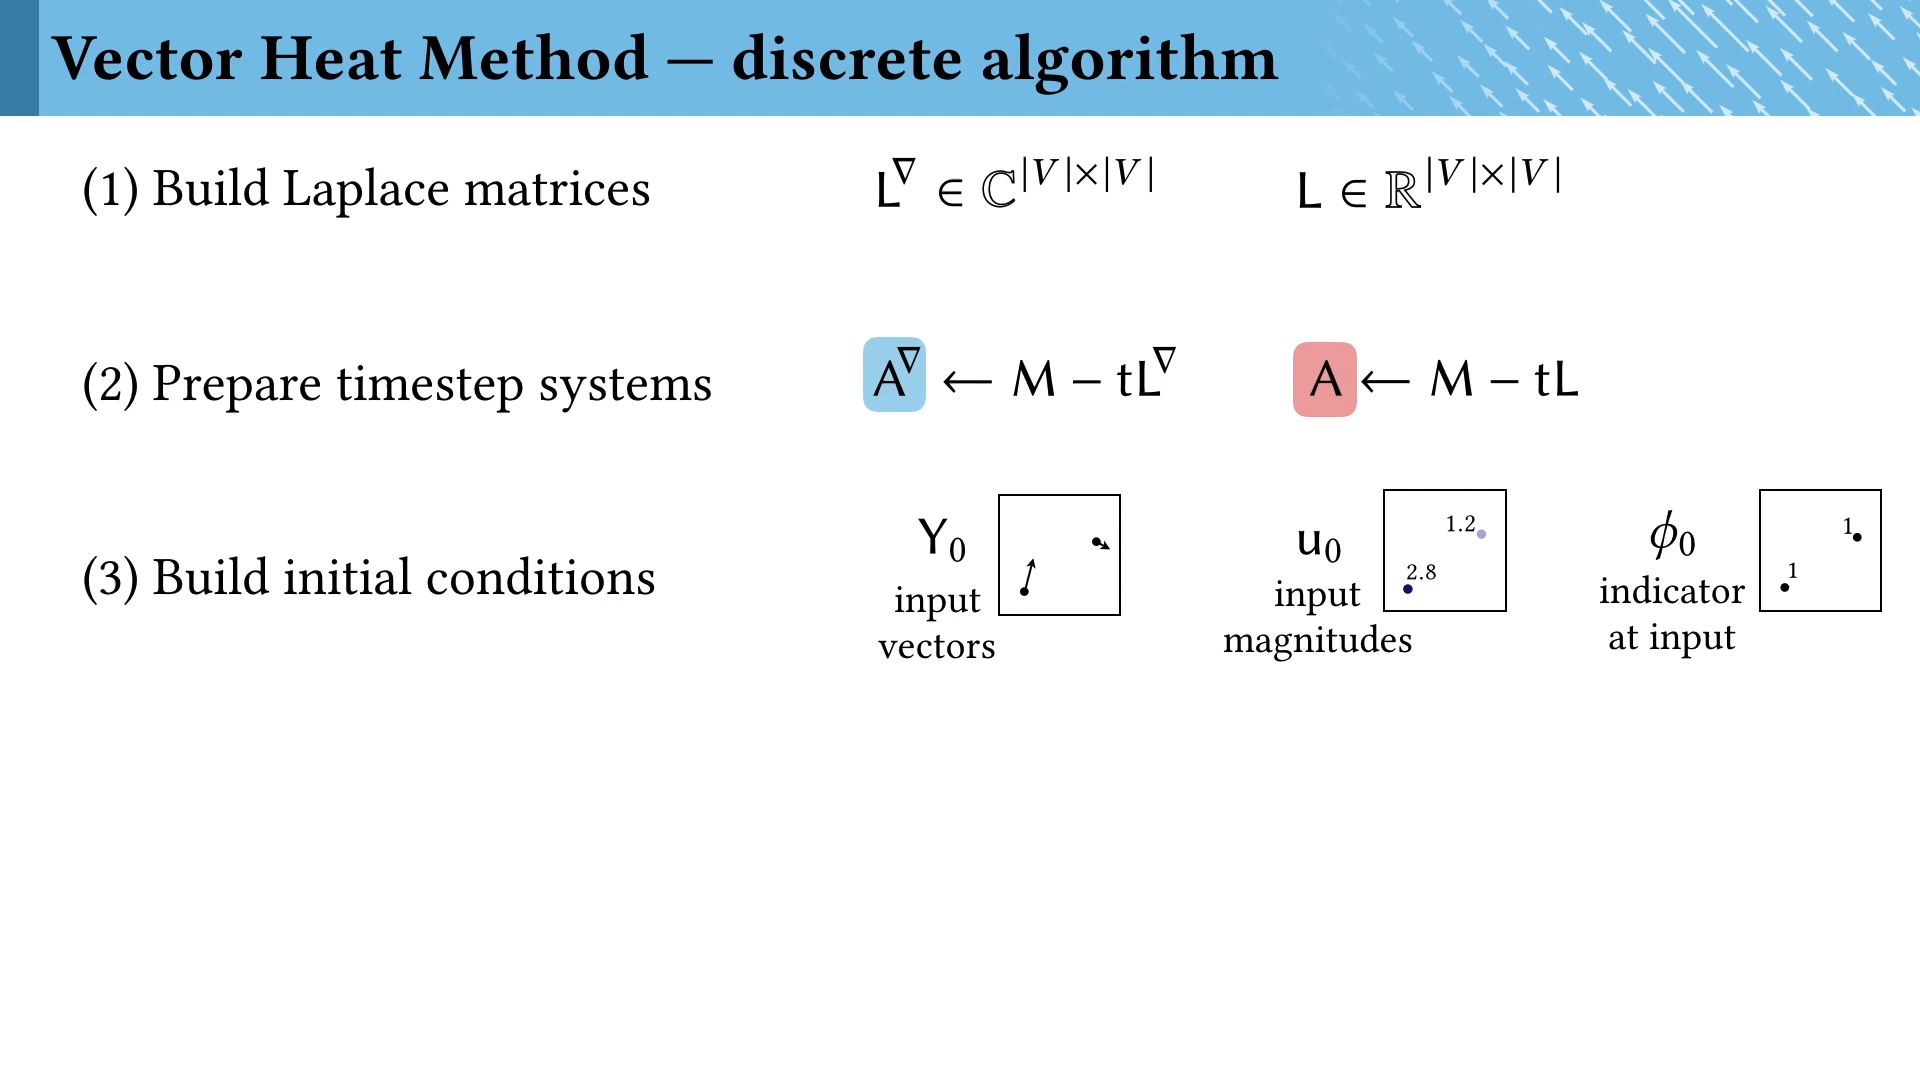 Vector Heat Method — discrete algorithm
(1) Build Laplace matrices L^∇ ∈ ℂ^{|V|×|V|} L ∈ ℝ^{|V|×|V|}
(2) Prepare timestep systems A^∇ ← M − tL^∇ A ← M − tL
(3) Build initial conditions
Y₀
input
vectors
u₀
input
magnitudes
1.2
2.8
ϕ₀
indicator
at input
1
1